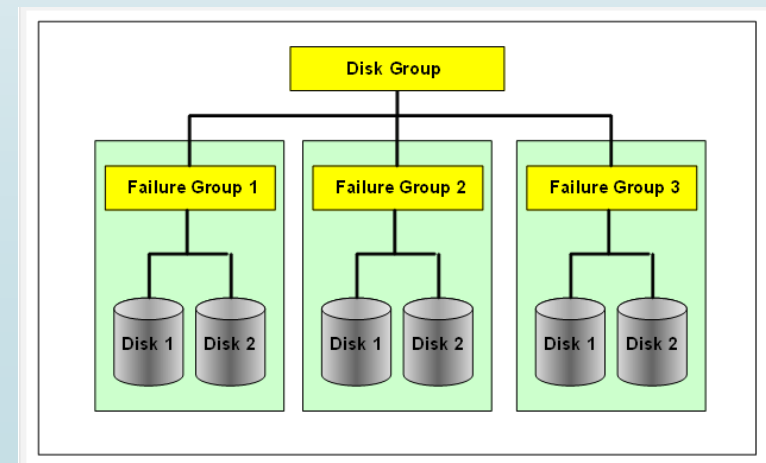 Disk Group
Failure Group 1
Failure Group 2
Failure Group 3
Disk 1
Disk 2
Disk 1
Disk 2
Disk 1
Disk 2